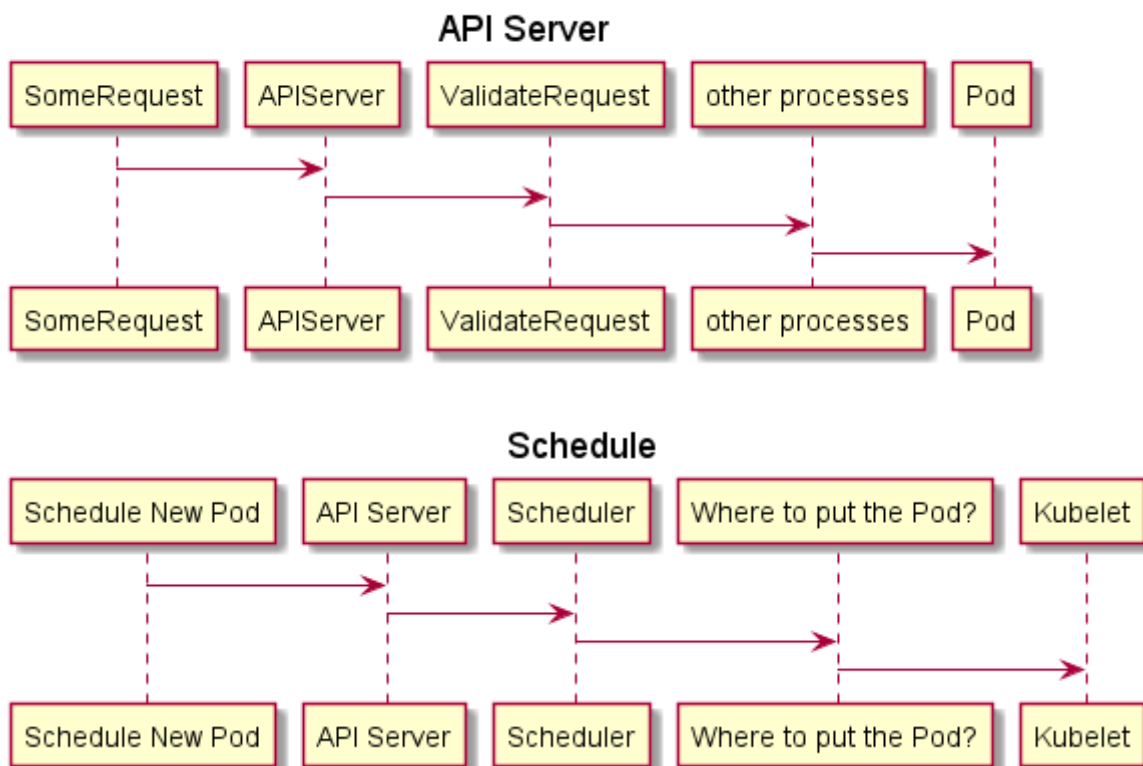 API Server
SomeRequest APIServer ValidateRequest other processes Pod
SomeRequest APIServer ValidateRequest other processes Pod
Schedule
Schedule New Pod API Server Scheduler Where to put the Pod? Kubelet
Schedule New Pod API Server Scheduler Where to put the Pod? Kubelet